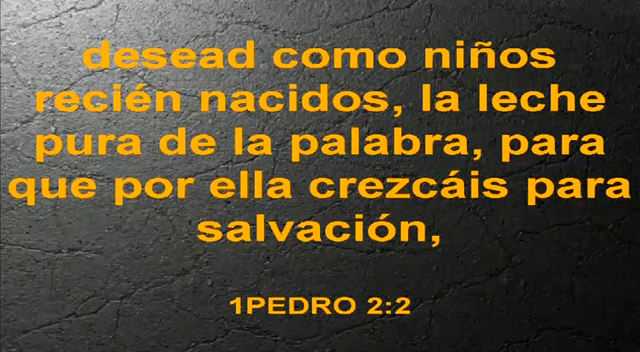 desead como niños
recién nacidos, la leche
pura de la palabra, para
que por ella crezcáis para
salvación,
1PEDRO 2:2